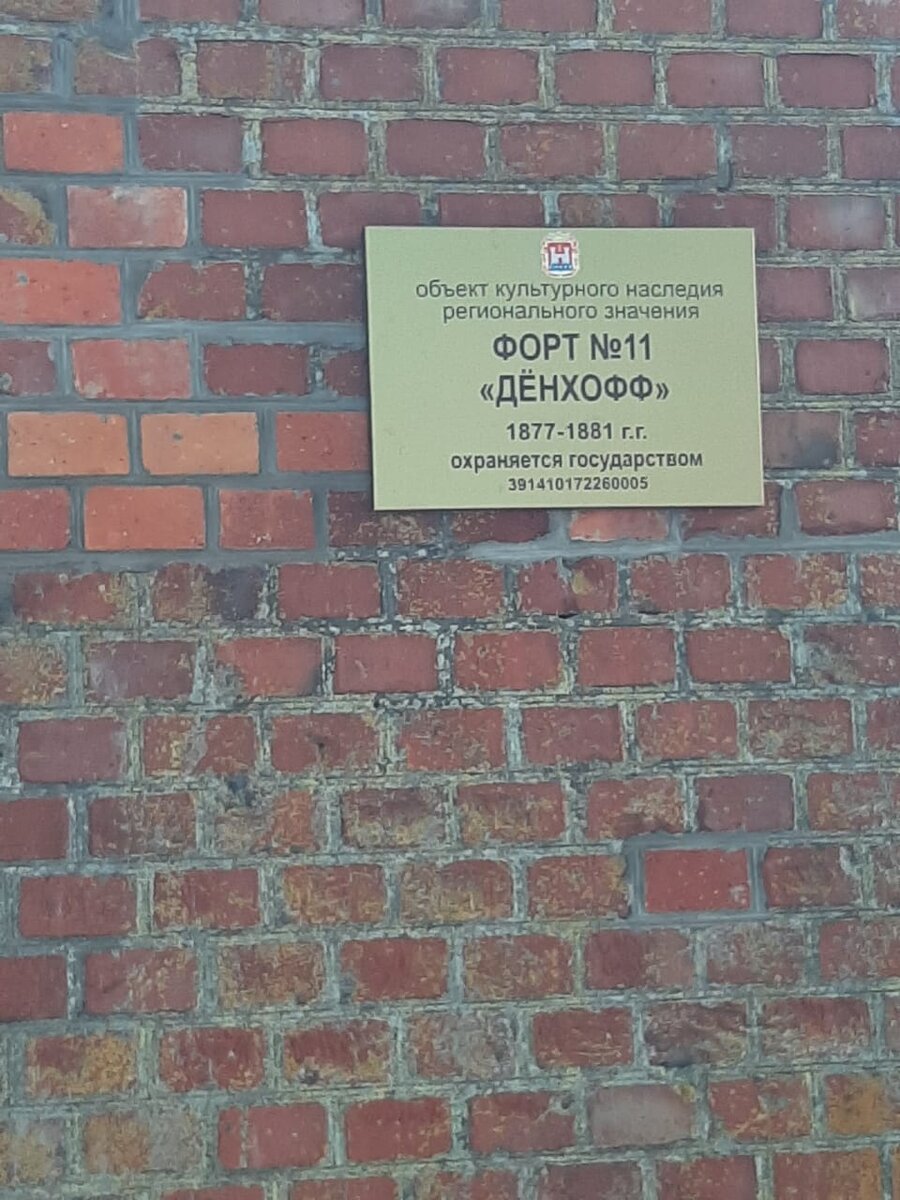 объект культурного наследия
регионального значения
ФОРТ №11
«ДЁНХОФФ»
1877-1881 г.г.
охраняется государством
391410172260005